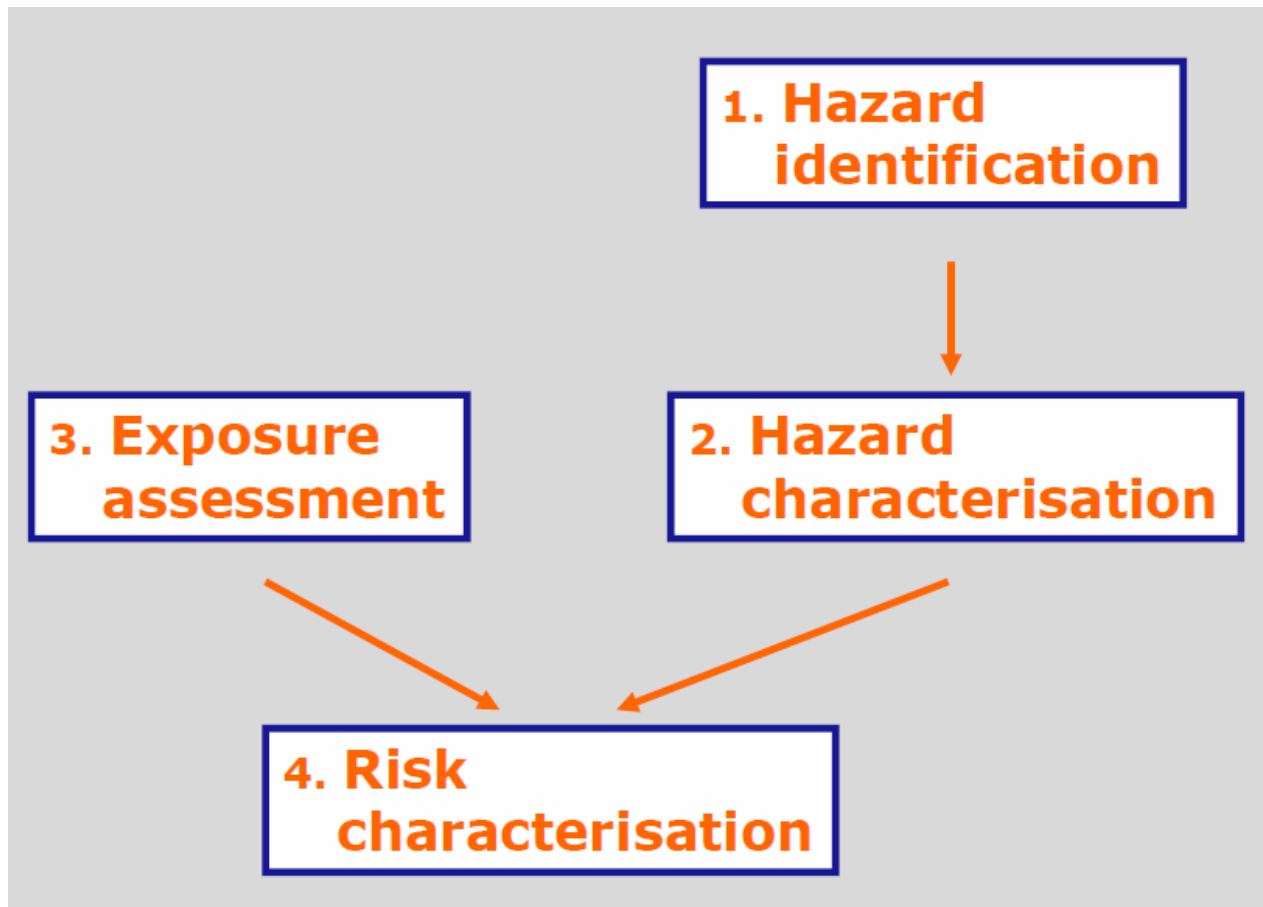 1. Hazard
identification
2. Hazard
characterisation
3. Exposure
assessment
4. Risk
characterisation